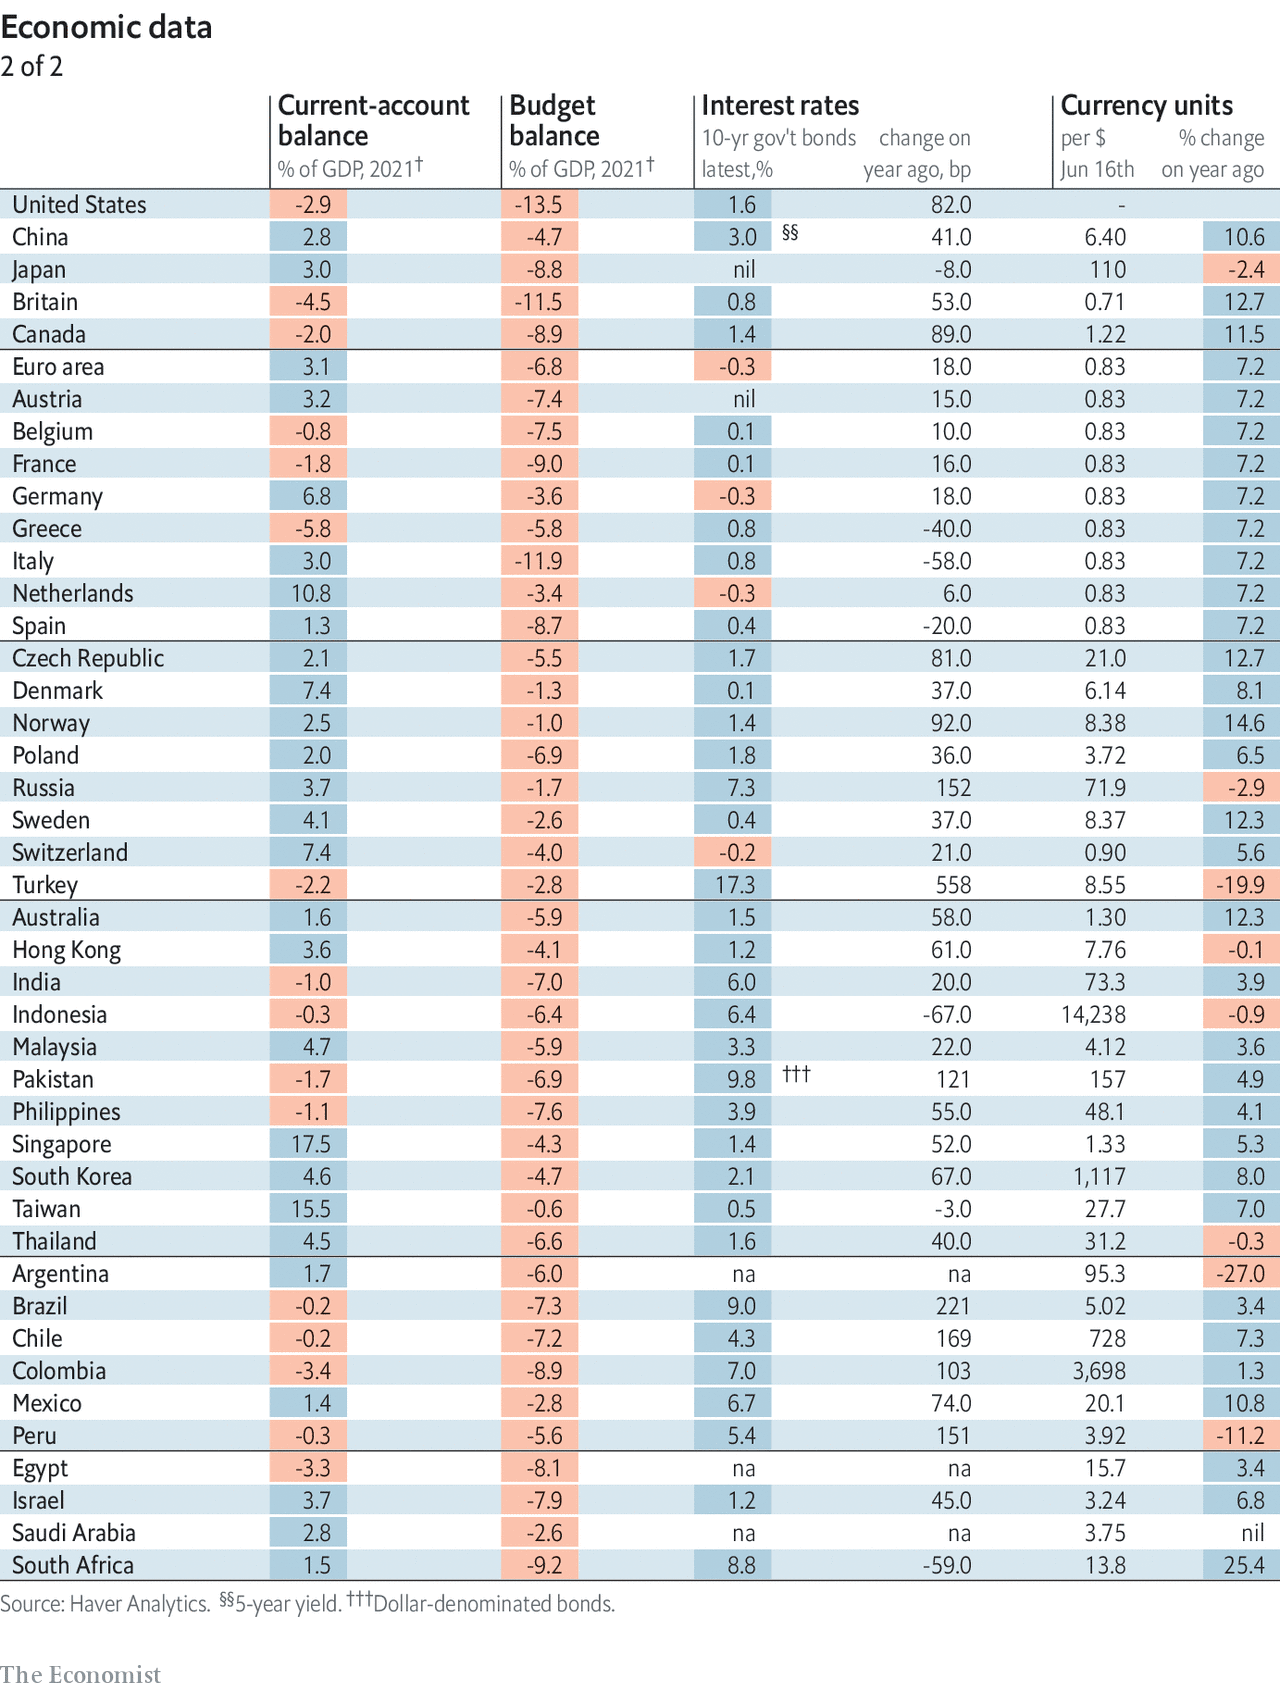 Economic data
2 of 2
Current-account balance % of GDP, 2021† Budget balance % of GDP, 2021† Interest rates 10-yr gov't bonds latest,% change on year ago, bp Currency units per $ Jun 16th % change on year ago
United States -2.9 -13.5 1.6 82.0 -
China 2.8 -4.7 3.0 §§ 41.0 6.40 10.6
Japan 3.0 -8.8 nil -8.0 110 -2.4
Britain -4.5 -11.5 0.8 53.0 0.71 12.7
Canada -2.0 -8.9 1.4 89.0 1.22 11.5
Euro area 3.1 -6.8 -0.3 18.0 0.83 7.2
Austria 3.2 -7.4 nil 15.0 0.83 7.2
Belgium -0.8 -7.5 0.1 10.0 0.83 7.2
France -1.8 -9.0 0.1 16.0 0.83 7.2
Germany 6.8 -3.6 -0.3 18.0 0.83 7.2
Greece -5.8 -5.8 0.8 -40.0 0.83 7.2
Italy 3.0 -11.9 0.8 -58.0 0.83 7.2
Netherlands 10.8 -3.4 -0.3 6.0 0.83 7.2
Spain 1.3 -8.7 0.4 -20.0 0.83 7.2
Czech Republic 2.1 -5.5 1.7 81.0 21.0 12.7
Denmark 7.4 -1.3 0.1 37.0 6.14 8.1
Norway 2.5 -1.0 1.4 92.0 8.38 14.6
Poland 2.0 -6.9 1.8 36.0 3.72 6.5
Russia 3.7 -1.7 7.3 152 71.9 -2.9
Sweden 4.1 -2.6 0.4 37.0 8.37 12.3
Switzerland 7.4 -4.0 -0.2 21.0 0.90 5.6
Turkey -2.2 -2.8 17.3 558 8.55 -19.9
Australia 1.6 -5.9 1.5 58.0 1.30 12.3
Hong Kong 3.6 -4.1 1.2 61.0 7.76 -0.1
India -1.0 -7.0 6.0 20.0 73.3 3.9
Indonesia -0.3 -6.4 6.4 -67.0 14,238 -0.9
Malaysia 4.7 -5.9 3.3 22.0 4.12 3.6
Pakistan -1.7 -6.9 9.8 ††† 121 157 4.9
Philippines -1.1 -7.6 3.9 55.0 48.1 4.1
Singapore 17.5 -4.3 1.4 52.0 1.33 5.3
South Korea 4.6 -4.7 2.1 67.0 1,117 8.0
Taiwan 15.5 -0.6 0.5 -3.0 27.7 7.0
Thailand 4.5 -6.6 1.6 40.0 31.2 -0.3
Argentina 1.7 -6.0 na na 95.3 -27.0
Brazil -0.2 -7.3 9.0 221 5.02 3.4
Chile -0.2 -7.2 4.3 169 728 7.3
Colombia -3.4 -8.9 7.0 103 3,698 1.3
Mexico 1.4 -2.8 6.7 74.0 20.1 10.8
Peru -0.3 -5.6 5.4 151 3.92 -11.2
Egypt -3.3 -8.1 na na 15.7 3.4
Israel 3.7 -7.9 1.2 45.0 3.24 6.8
Saudi Arabia 2.8 -2.6 na na 3.75 nil
South Africa 1.5 -9.2 8.8 -59.0 13.8 25.4
Source: Haver Analytics. §§5-year yield. †††Dollar-denominated bonds.
The Economist